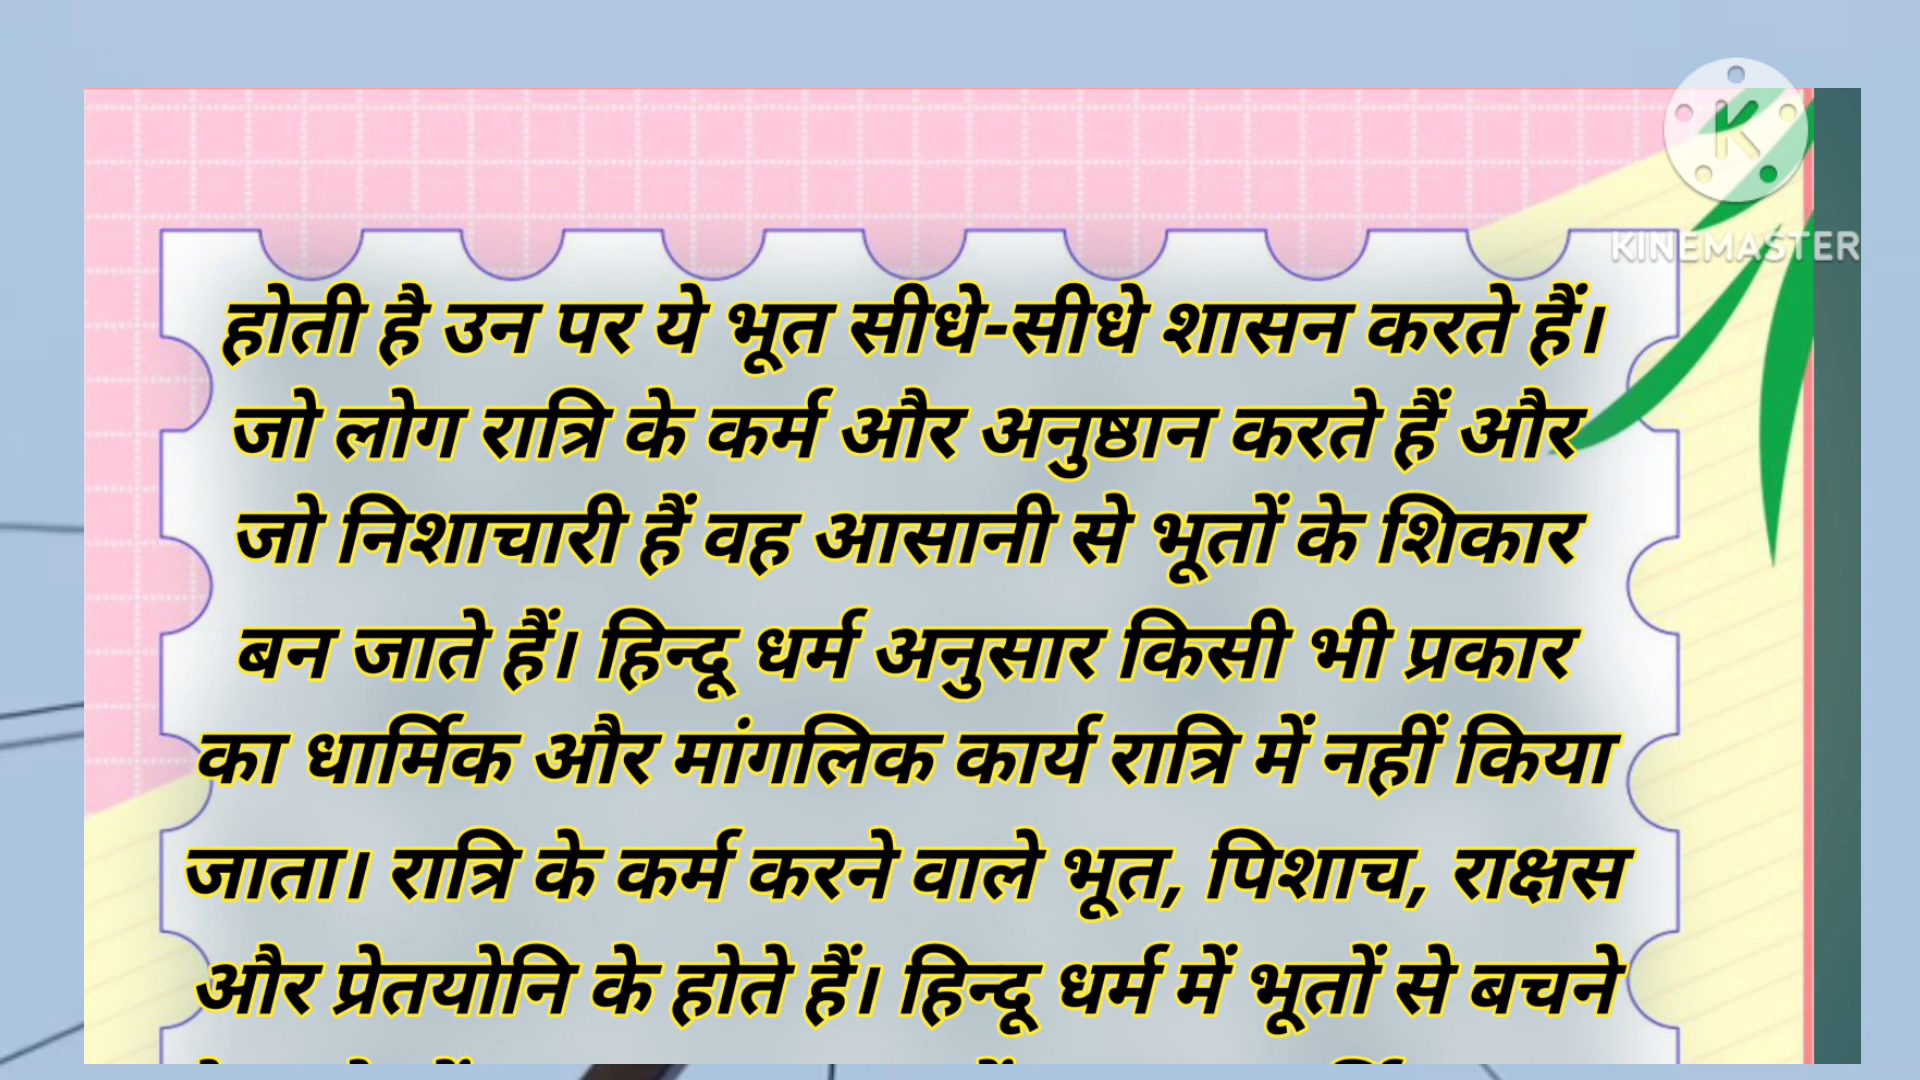 KINEMASTER
होती है उन पर ये भूत सीधे-सीधे शासन करते हैं।
जो लोग रात्रि के कर्म और अनुष्ठान करते हैं और
जो निशाचारी हैं वह आसानी से भूतों के शिकार
बन जाते हैं। हिन्दू धर्म अनुसार किसी भी प्रकार
का धार्मिक और मांगलिक कार्य रात्रि में नहीं किया
जाता। रात्रि के कर्म करने वाले भूत, पिशाच, राक्षस
और प्रेतयोनि के होते हैं। हिन्दू धर्म में भूतों से बचने